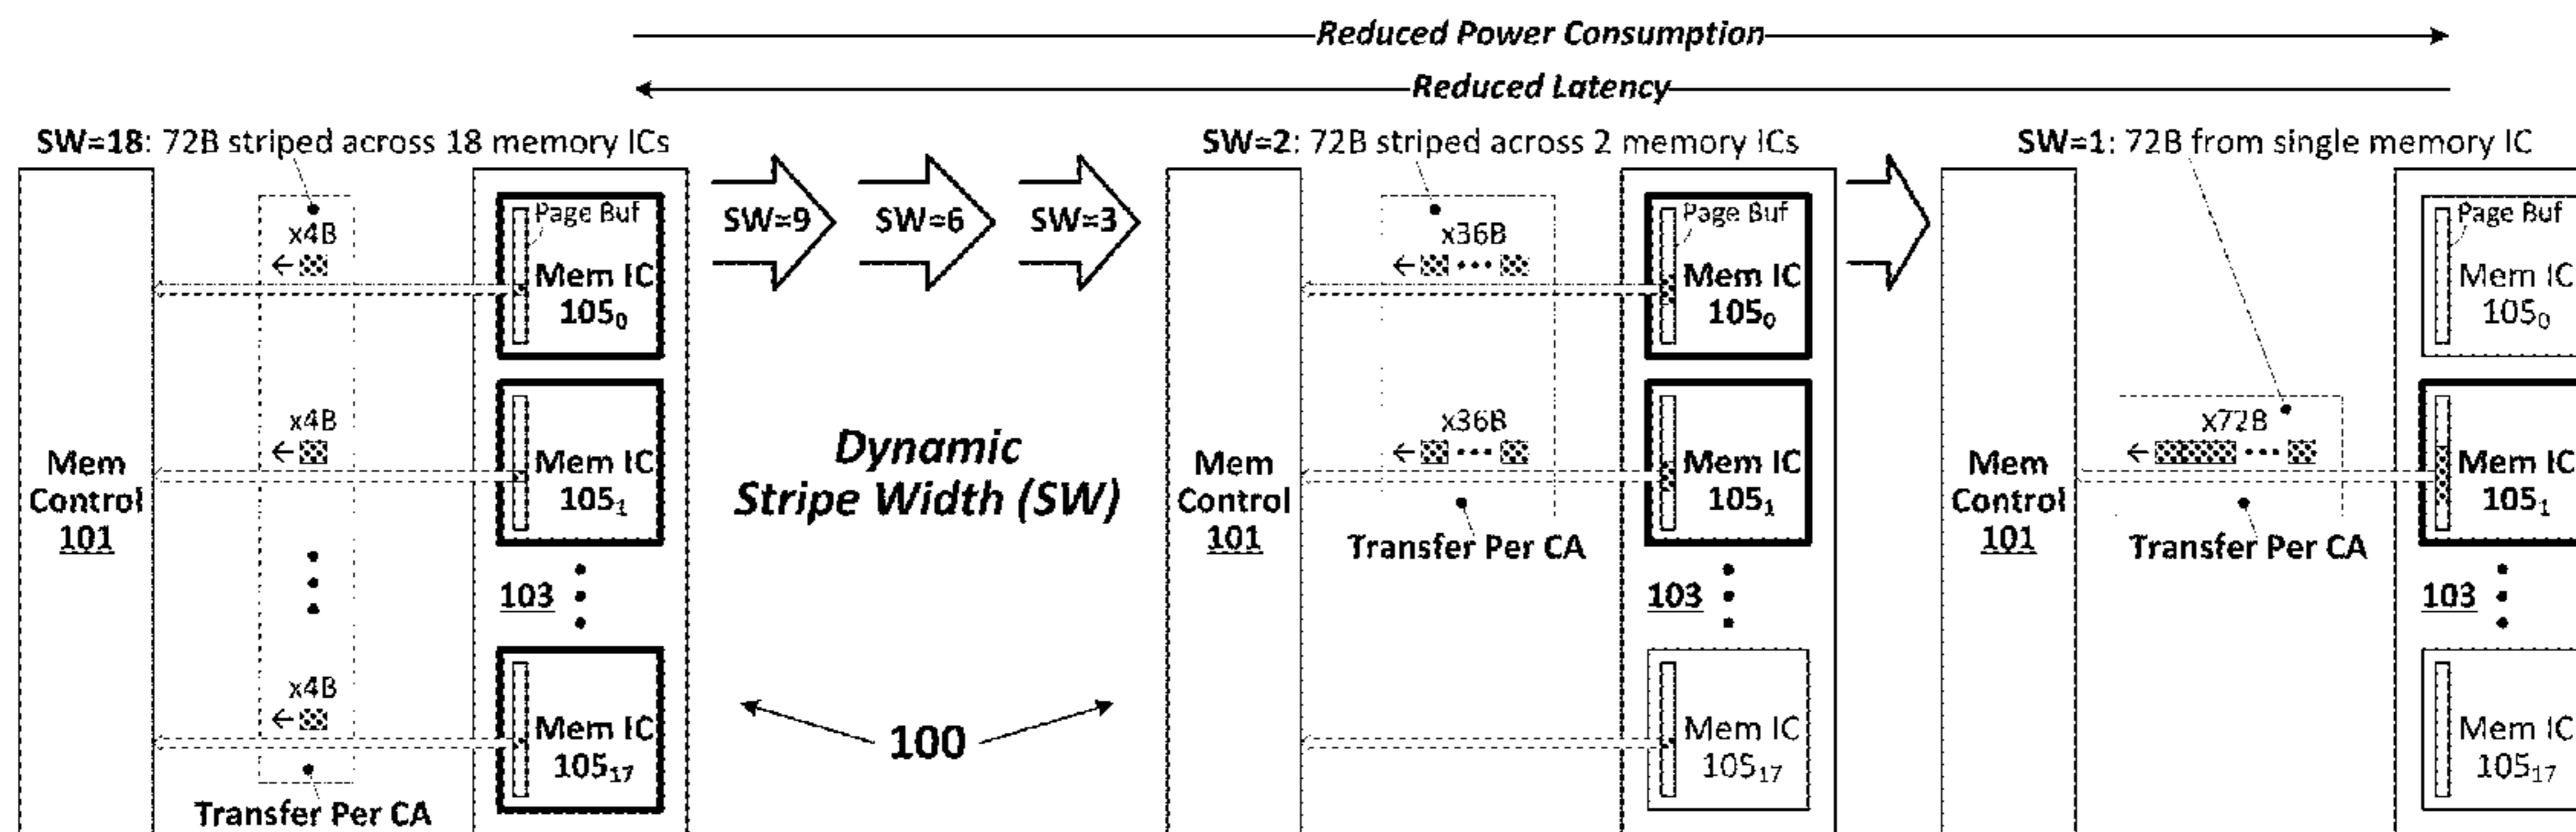 Reduced Power Consumption
Reduced Latency
SW=18: 72B striped across 18 memory ICs
Mem
Control
101
x4B
x4B
x4B
Transfer Per CA
Page Buf
Mem IC
105₀
Mem IC
105₁
103
Mem IC
105₁₇
SW=9
SW=6
SW=3
Dynamic
Stripe Width (SW)
100
SW=2: 72B striped across 2 memory ICs
Mem
Control
101
x36B
x36B
Transfer Per CA
Page Buf
Mem IC
105₀
Mem IC
105₁
103
Mem IC
105₁₇
SW=1: 72B from single memory IC
Mem
Control
101
x72B
Transfer Per CA
Page Buf
Mem IC
105₀
Mem IC
105₁
103
Mem IC
105₁₇